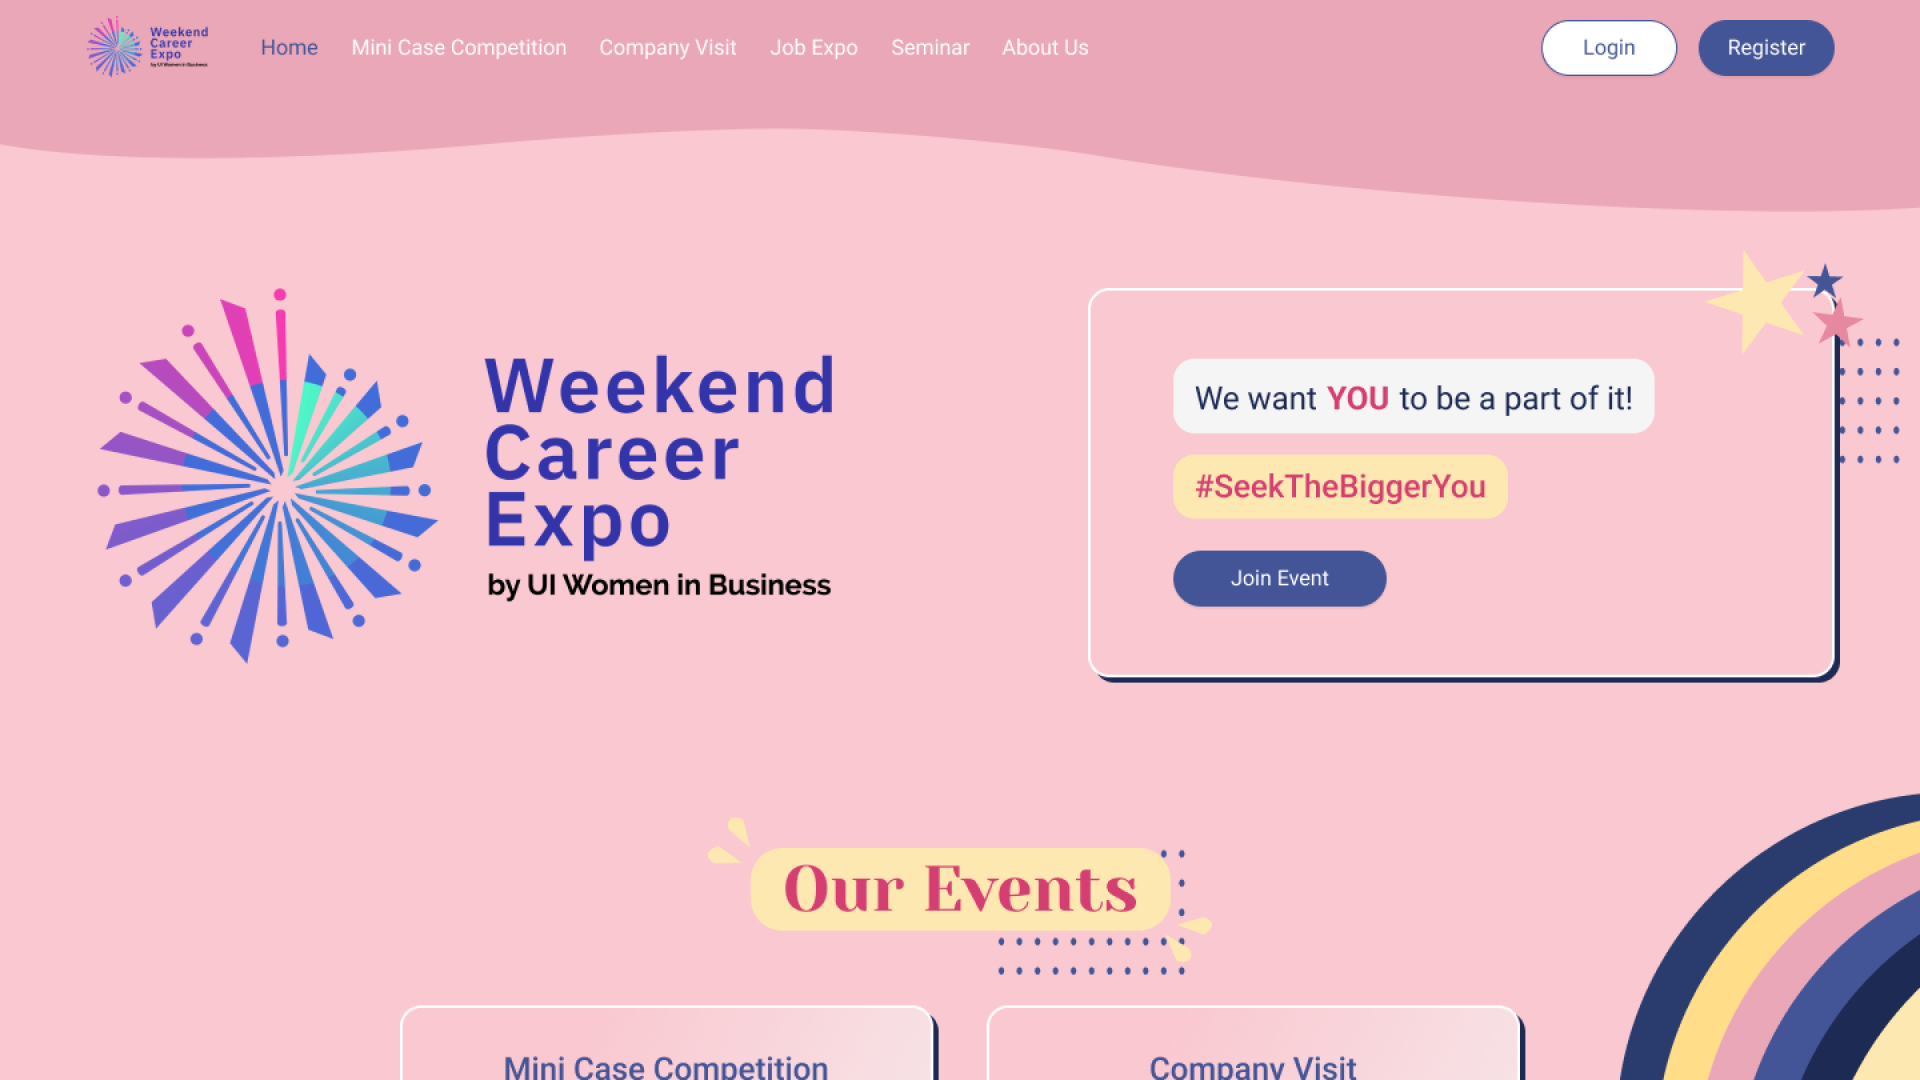 Weekend
Career
Expo
by UI Women in Business
Home
Mini Case Competition
Company Visit
Job Expo
Seminar
About Us
Login
Register
Weekend
Career
Expo
by UI Women in Business
We want YOU to be a part of it!
#SeekTheBiggerYou
Join Event
Our Events
Mini Case Competition
Company Visit